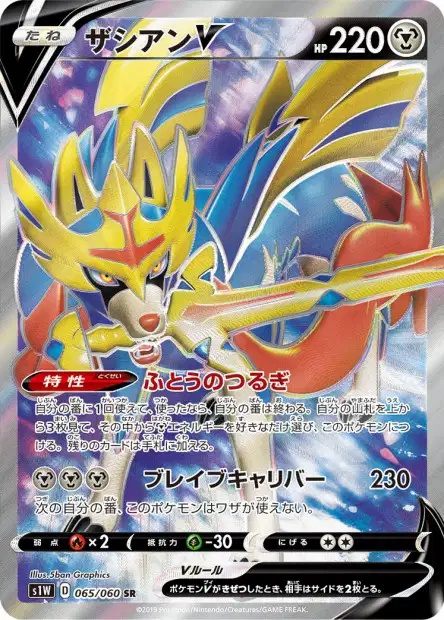 たね ザシアンV HP 220
特性 とくせい ふとうのつるぎ
自分の番に1回使えて、使ったなら、自分の番は終わる。自分の山札を上か
ら3枚見て、その中から エネルギーを好きなだけ選び、このポケモンにつ
ける。残りのカードは手札に加える。
ブレイブキャリバー 230
次の自分の番、このポケモンはワザが使えない。
弱点 ×2 抵抗力 -30 にげる
Illus. 5ban Graphics
Vルール
s1W D 065/060 SR
ポケモンVがきぜつしたとき、相手はサイドを2枚とる。
©2019 Pokémon/Nintendo/Creatures/GAME FREAK.